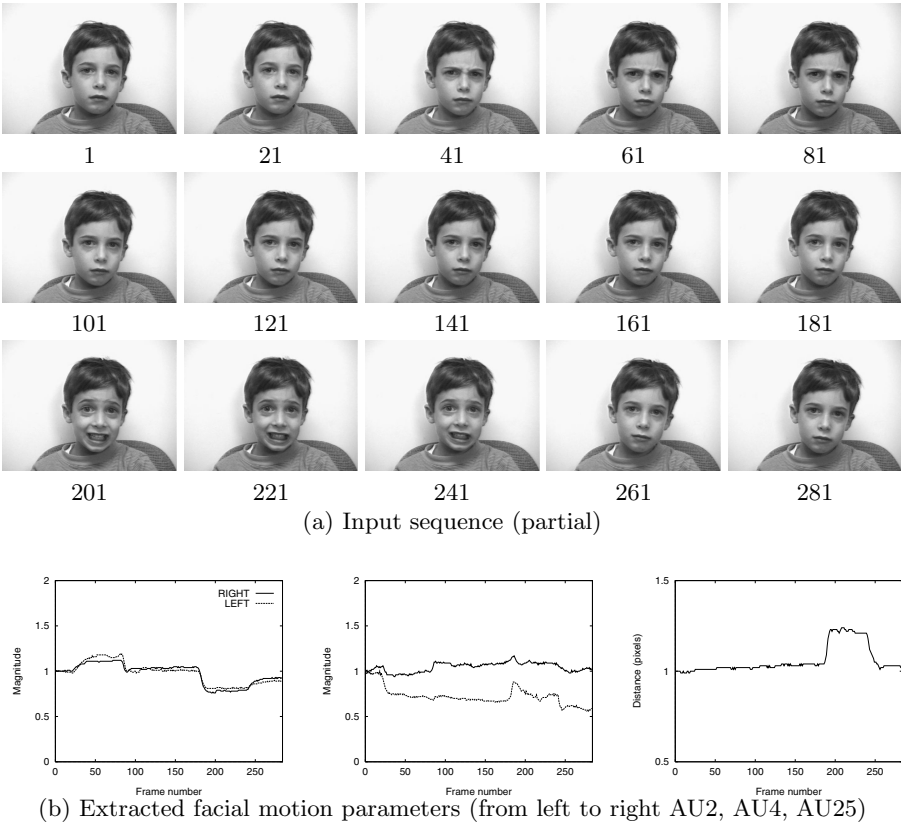 1 21 41 61 81
101 121 141 161 181
201 221 241 261 281
(a) Input sequence (partial)
2
1.5
1
0.5
0
0 50 100 150 200 250
Magnitude
Frame number
RIGHT
LEFT
2
1.5
1
0.5
0
0 50 100 150 200 250
Magnitude
Frame number
1.5
1
0.5
0 50 100 150 200 250
Distance (pixels)
Frame number
(b) Extracted facial motion parameters (from left to right AU2, AU4, AU25)